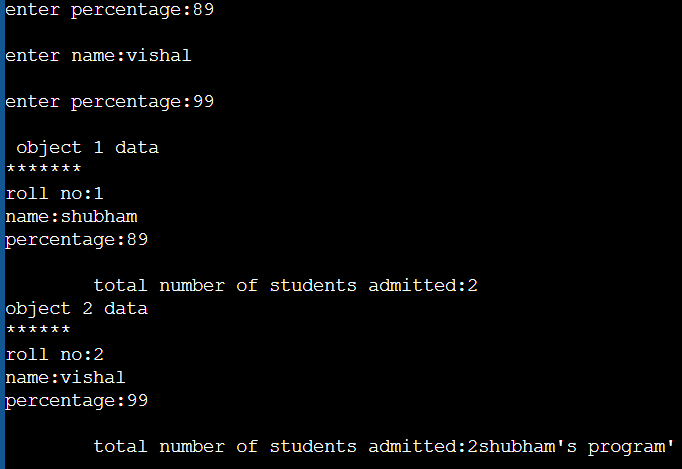 enter percentage:89
enter name:vishal
enter percentage:99
object 1 data
*******
roll no:1
name:shubham
percentage:89
total number of students admitted:2
object 2 data
******
roll no:2
name:vishal
percentage:99
total number of students admitted:2shubham's program'